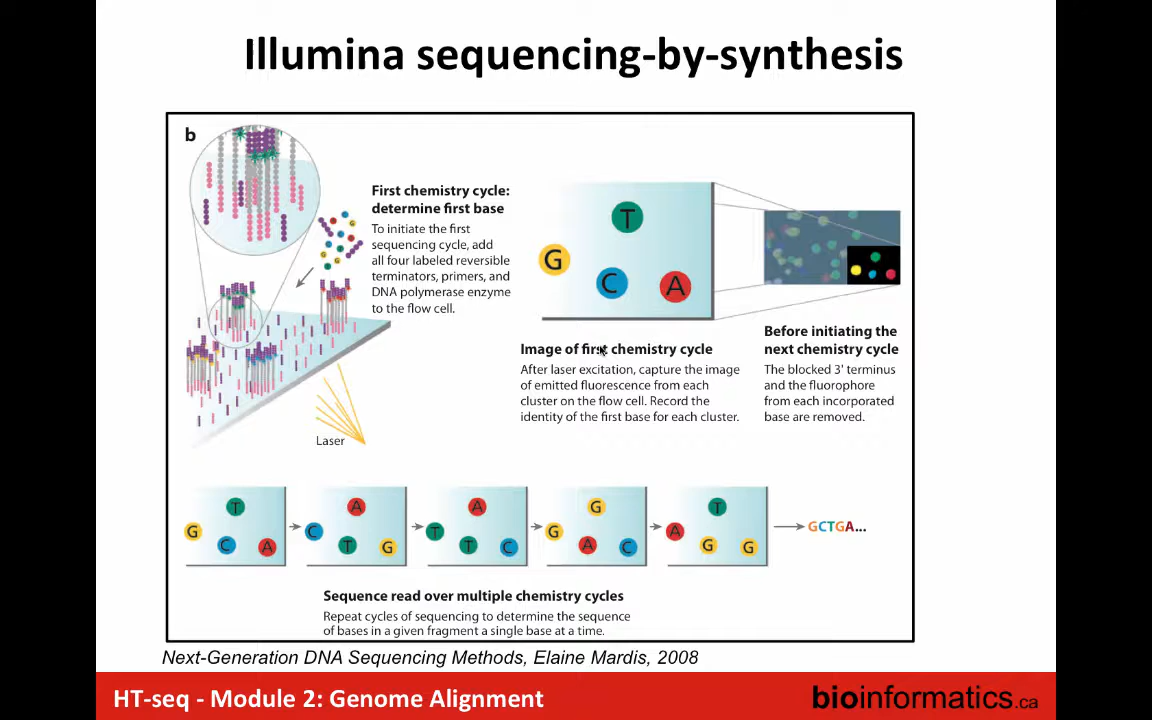 Illumina sequencing-by-synthesis
b
First chemistry cycle:
determine first base
To initiate the first
sequencing cycle, add
all four labeled reversible
terminators, primers, and
DNA polymerase enzyme
to the flow cell.
Laser
T
G
C
A
Image of first chemistry cycle
After laser excitation, capture the image
of emitted fluorescence from each
cluster on the flow cell. Record the
identity of the first base for each cluster.
Before initiating the
next chemistry cycle
The blocked 3' terminus
and the fluorophore
from each incorporated
base are removed.
T
G
C
A
A
C
T
G
A
T
T
C
G
G
A
C
T
A
G
G
GCTGA...
Sequence read over multiple chemistry cycles
Repeat cycles of sequencing to determine the sequence
of bases in a given fragment a single base at a time.
Next-Generation DNA Sequencing Methods, Elaine Mardis, 2008
HT-seq - Module 2: Genome Alignment
bioinformatics.ca